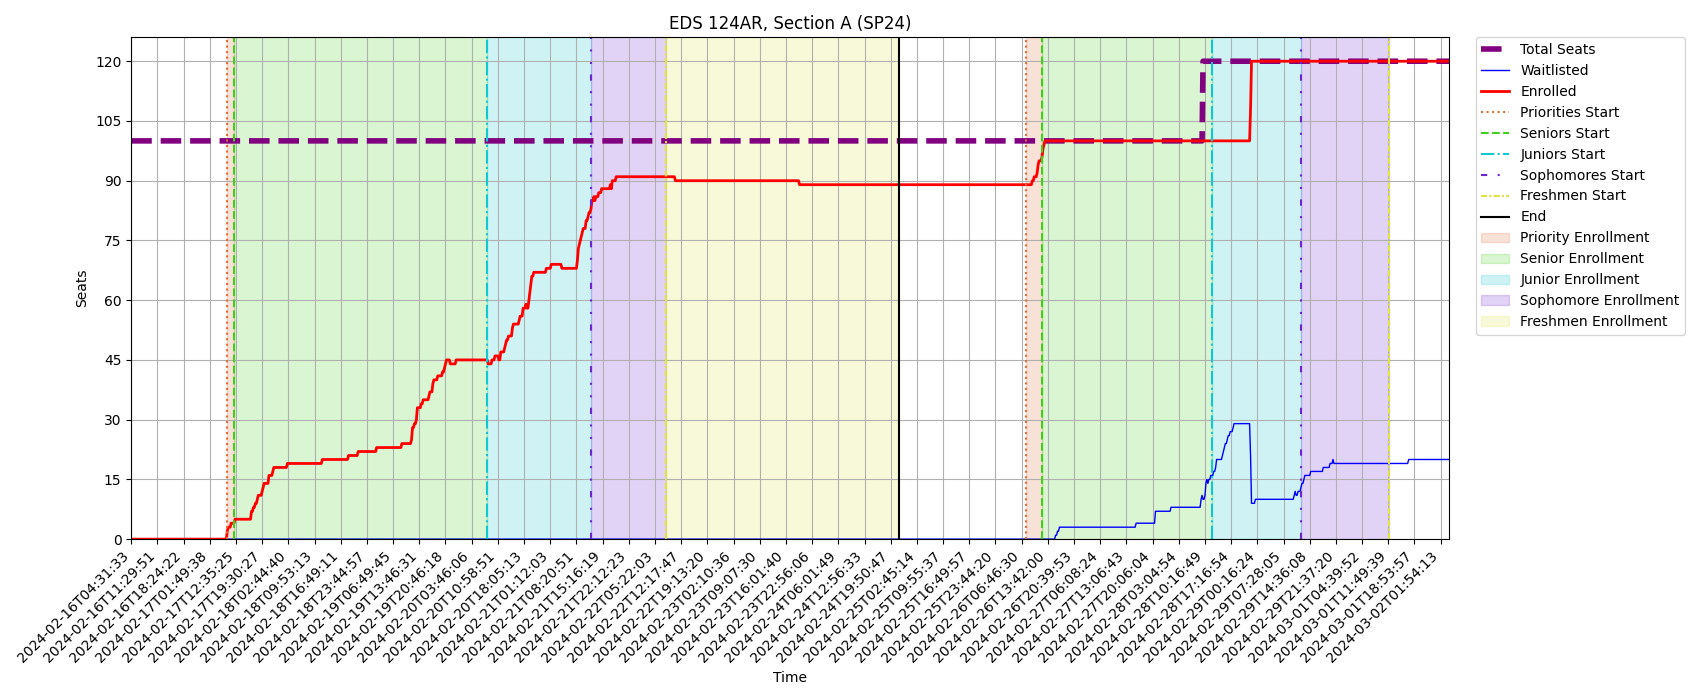 EDS 124AR, Section A (SP24)
Seats
120
105
90
75
60
45
30
15
0
2024-02-16T04:31:33
2024-02-16T11:29:51
2024-02-16T18:24:22
2024-02-17T01:49:38
2024-02-17T12:35:25
2024-02-17T19:30:27
2024-02-18T02:44:40
2024-02-18T09:53:13
2024-02-18T16:49:11
2024-02-18T23:44:57
2024-02-19T06:49:45
2024-02-19T13:46:31
2024-02-19T20:46:18
2024-02-20T03:46:06
2024-02-20T10:58:51
2024-02-20T18:05:13
2024-02-21T01:12:03
2024-02-21T08:20:51
2024-02-21T15:16:19
2024-02-21T22:12:23
2024-02-22T05:22:03
2024-02-22T12:17:47
2024-02-22T19:13:20
2024-02-23T02:10:36
2024-02-23T09:07:30
2024-02-23T16:01:40
2024-02-23T22:56:06
2024-02-24T06:01:49
2024-02-24T12:56:33
2024-02-24T19:50:47
2024-02-25T02:45:14
2024-02-25T09:55:37
2024-02-25T16:49:57
2024-02-25T23:44:20
2024-02-26T06:46:30
2024-02-26T13:42:00
2024-02-26T20:39:53
2024-02-27T06:08:24
2024-02-27T13:06:43
2024-02-27T20:06:04
2024-02-28T03:04:54
2024-02-28T10:16:49
2024-02-28T17:16:54
2024-02-29T00:16:24
2024-02-29T07:28:05
2024-02-29T14:36:08
2024-02-29T21:37:20
2024-03-01T04:39:52
2024-03-01T11:49:39
2024-03-01T18:53:57
2024-03-02T01:54:13
Time
Total Seats
Waitlisted
Enrolled
Priorities Start
Seniors Start
Juniors Start
Sophomores Start
Freshmen Start
End
Priority Enrollment
Senior Enrollment
Junior Enrollment
Sophomore Enrollment
Freshmen Enrollment